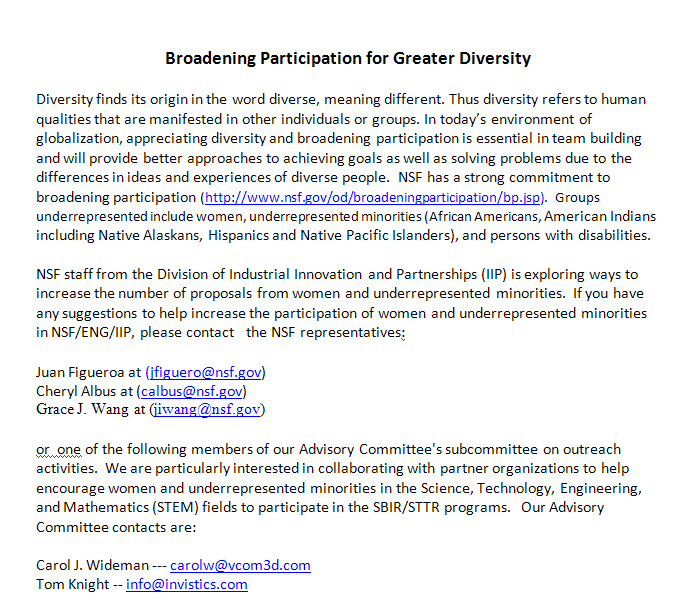 Broadening Participation for Greater Diversity
Diversity finds its origin in the word diverse, meaning different. Thus diversity refers to human
qualities that are manifested in other individuals or groups. In today's environment of
globalization, appreciating diversity and broadening participation is essential in team building
and will provide better approaches to achieving goals as well as solving problems due to the
differences in ideas and experiences of diverse people.  NSF has a strong commitment to
broadening participation (http://www.nsf.gov/od/broadeningparticipation/bp.jsp).  Groups
underrepresented include women, underrepresented minorities (African Americans, American Indians
including Native Alaskans, Hispanics and Native Pacific Islanders), and persons with disabilities.
NSF staff from the Division of Industrial Innovation and Partnerships (IIP) is exploring ways to
increase the number of proposals from women and underrepresented minorities.  If you have
any suggestions to help increase the participation of women and underrepresented minorities
in NSF/ENG/IIP, please contact  the NSF representatives:
Juan Figueroa at (jfiguero@nsf.gov)
Cheryl Albus at (calbus@nsf.gov)
Grace J. Wang at (jiwang@nsf.gov)
or  one of the following members of our Advisory Committee's subcommittee on outreach
activities.  We are particularly interested in collaborating with partner organizations to help
encourage women and underrepresented minorities in the Science, Technology, Engineering,
and Mathematics (STEM) fields to participate in the SBIR/STTR programs.  Our Advisory
Committee contacts are:
Carol J. Wideman --- carolw@vcom3d.com
Tom Knight -- info@invistics.com